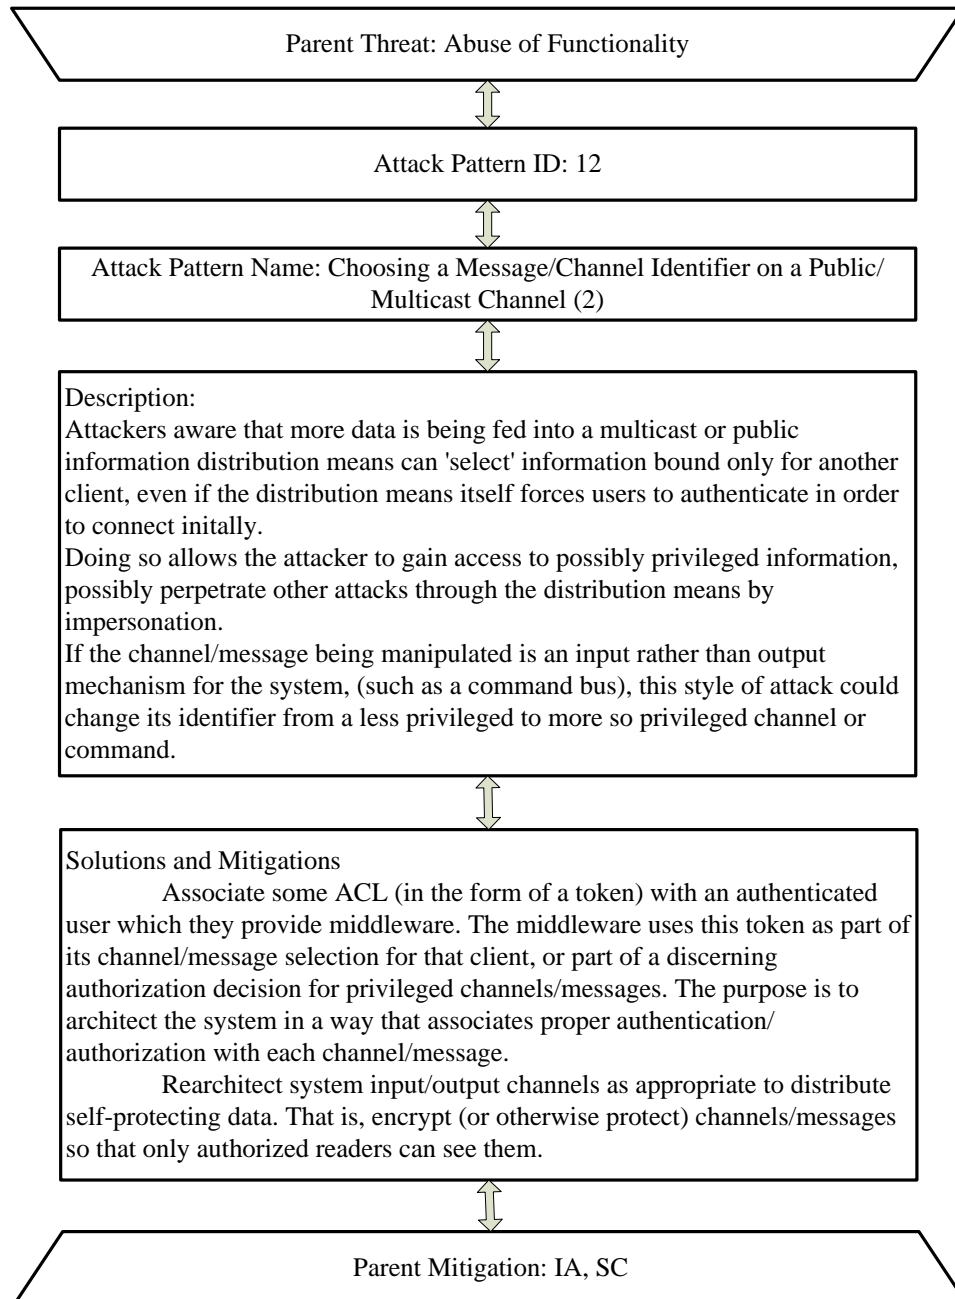 Parent Threat: Abuse of Functionality
Attack Pattern ID: 12
Attack Pattern Name: Choosing a Message/Channel Identifier on a Public/
Multicast Channel (2)
Description:
Attackers aware that more data is being fed into a multicast or public
information distribution means can 'select' information bound only for another
client, even if the distribution means itself forces users to authenticate in order
to connect initally.
Doing so allows the attacker to gain access to possibly privileged information,
possibly perpetrate other attacks through the distribution means by
impersonation.
If the channel/message being manipulated is an input rather than output
mechanism for the system, (such as a command bus), this style of attack could
change its identifier from a less privileged to more so privileged channel or
command.
Solutions and Mitigations
Associate some ACL (in the form of a token) with an authenticated
user which they provide middleware. The middleware uses this token as part of
its channel/message selection for that client, or part of a discerning
authorization decision for privileged channels/messages. The purpose is to
architect the system in a way that associates proper authentication/
authorization with each channel/message.
Rearchitect system input/output channels as appropriate to distribute
self-protecting data. That is, encrypt (or otherwise protect) channels/messages
so that only authorized readers can see them.
Parent Mitigation: IA, SC